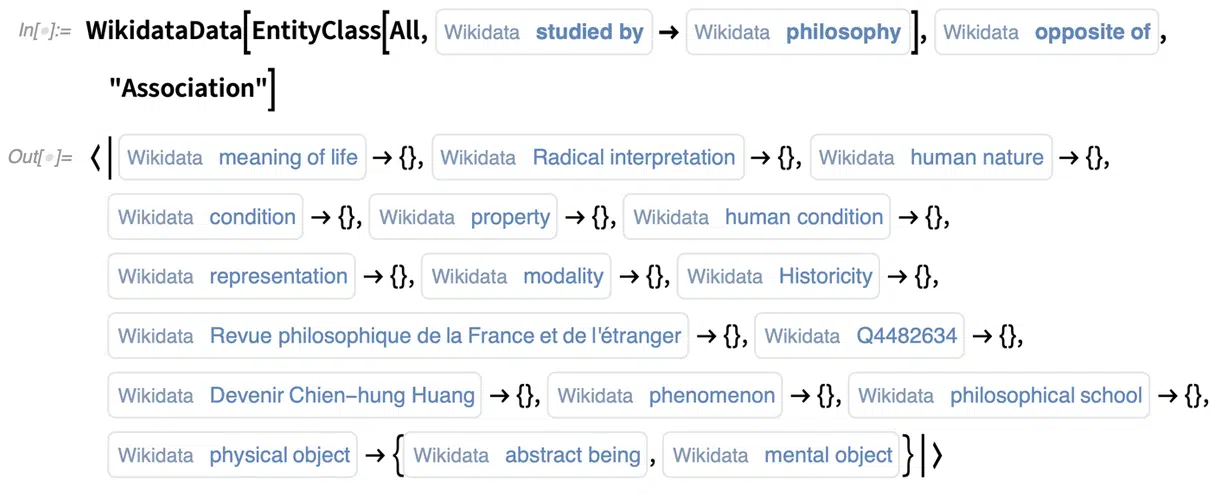 In[•]:= WikidataData[EntityClass[All, Wikidata studied by → Wikidata philosophy], Wikidata opposite of,
"Association"]
Out[•]= <| Wikidata meaning of life → {}, Wikidata Radical interpretation → {}, Wikidata human nature → {},
Wikidata condition → {}, Wikidata property → {}, Wikidata human condition → {},
Wikidata representation → {}, Wikidata modality → {}, Wikidata Historicity → {},
Wikidata Revue philosophique de la France et de l'étranger → {}, Wikidata Q4482634 → {},
Wikidata Devenir Chien–hung Huang → {}, Wikidata phenomenon → {}, Wikidata philosophical school → {},
Wikidata physical object → { Wikidata abstract being, Wikidata mental object }|>